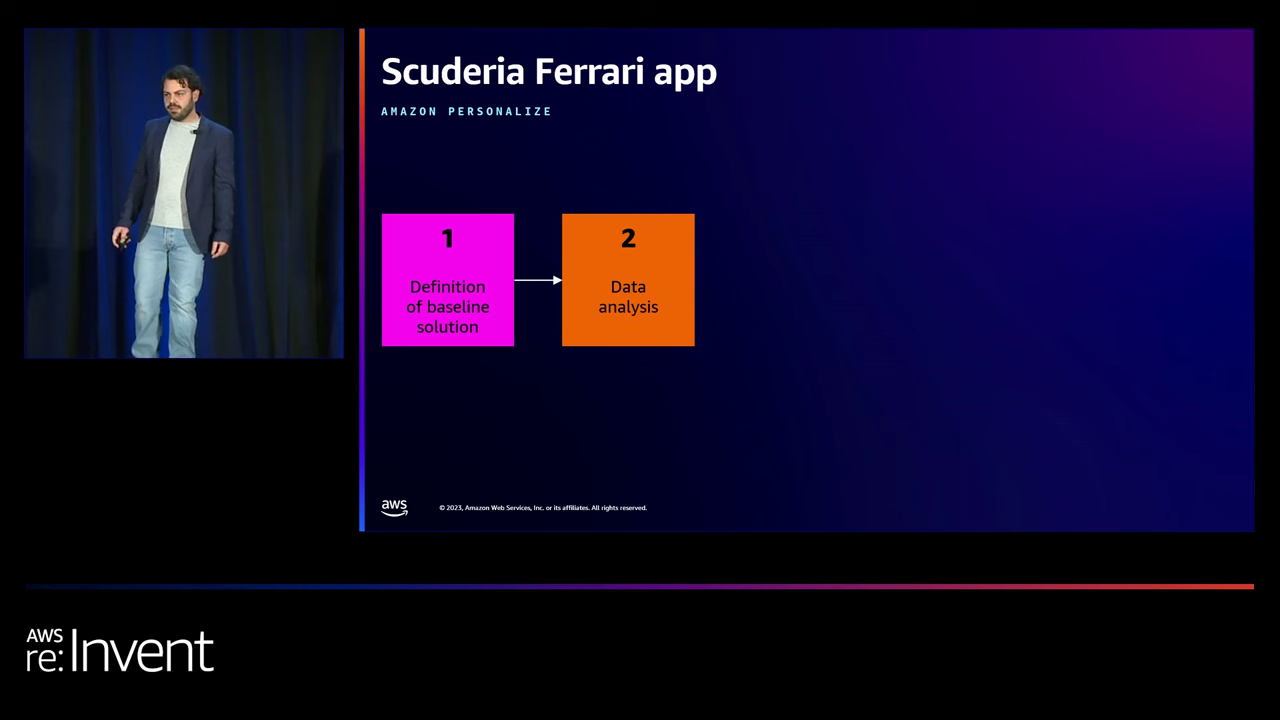 Scuderia Ferrari app
AMAZON PERSONALIZE
1
Definition
of baseline
solution
2
Data
analysis
aws
© 2023, Amazon Web Services, Inc. or its affiliates. All rights reserved.
AWS
re:Invent